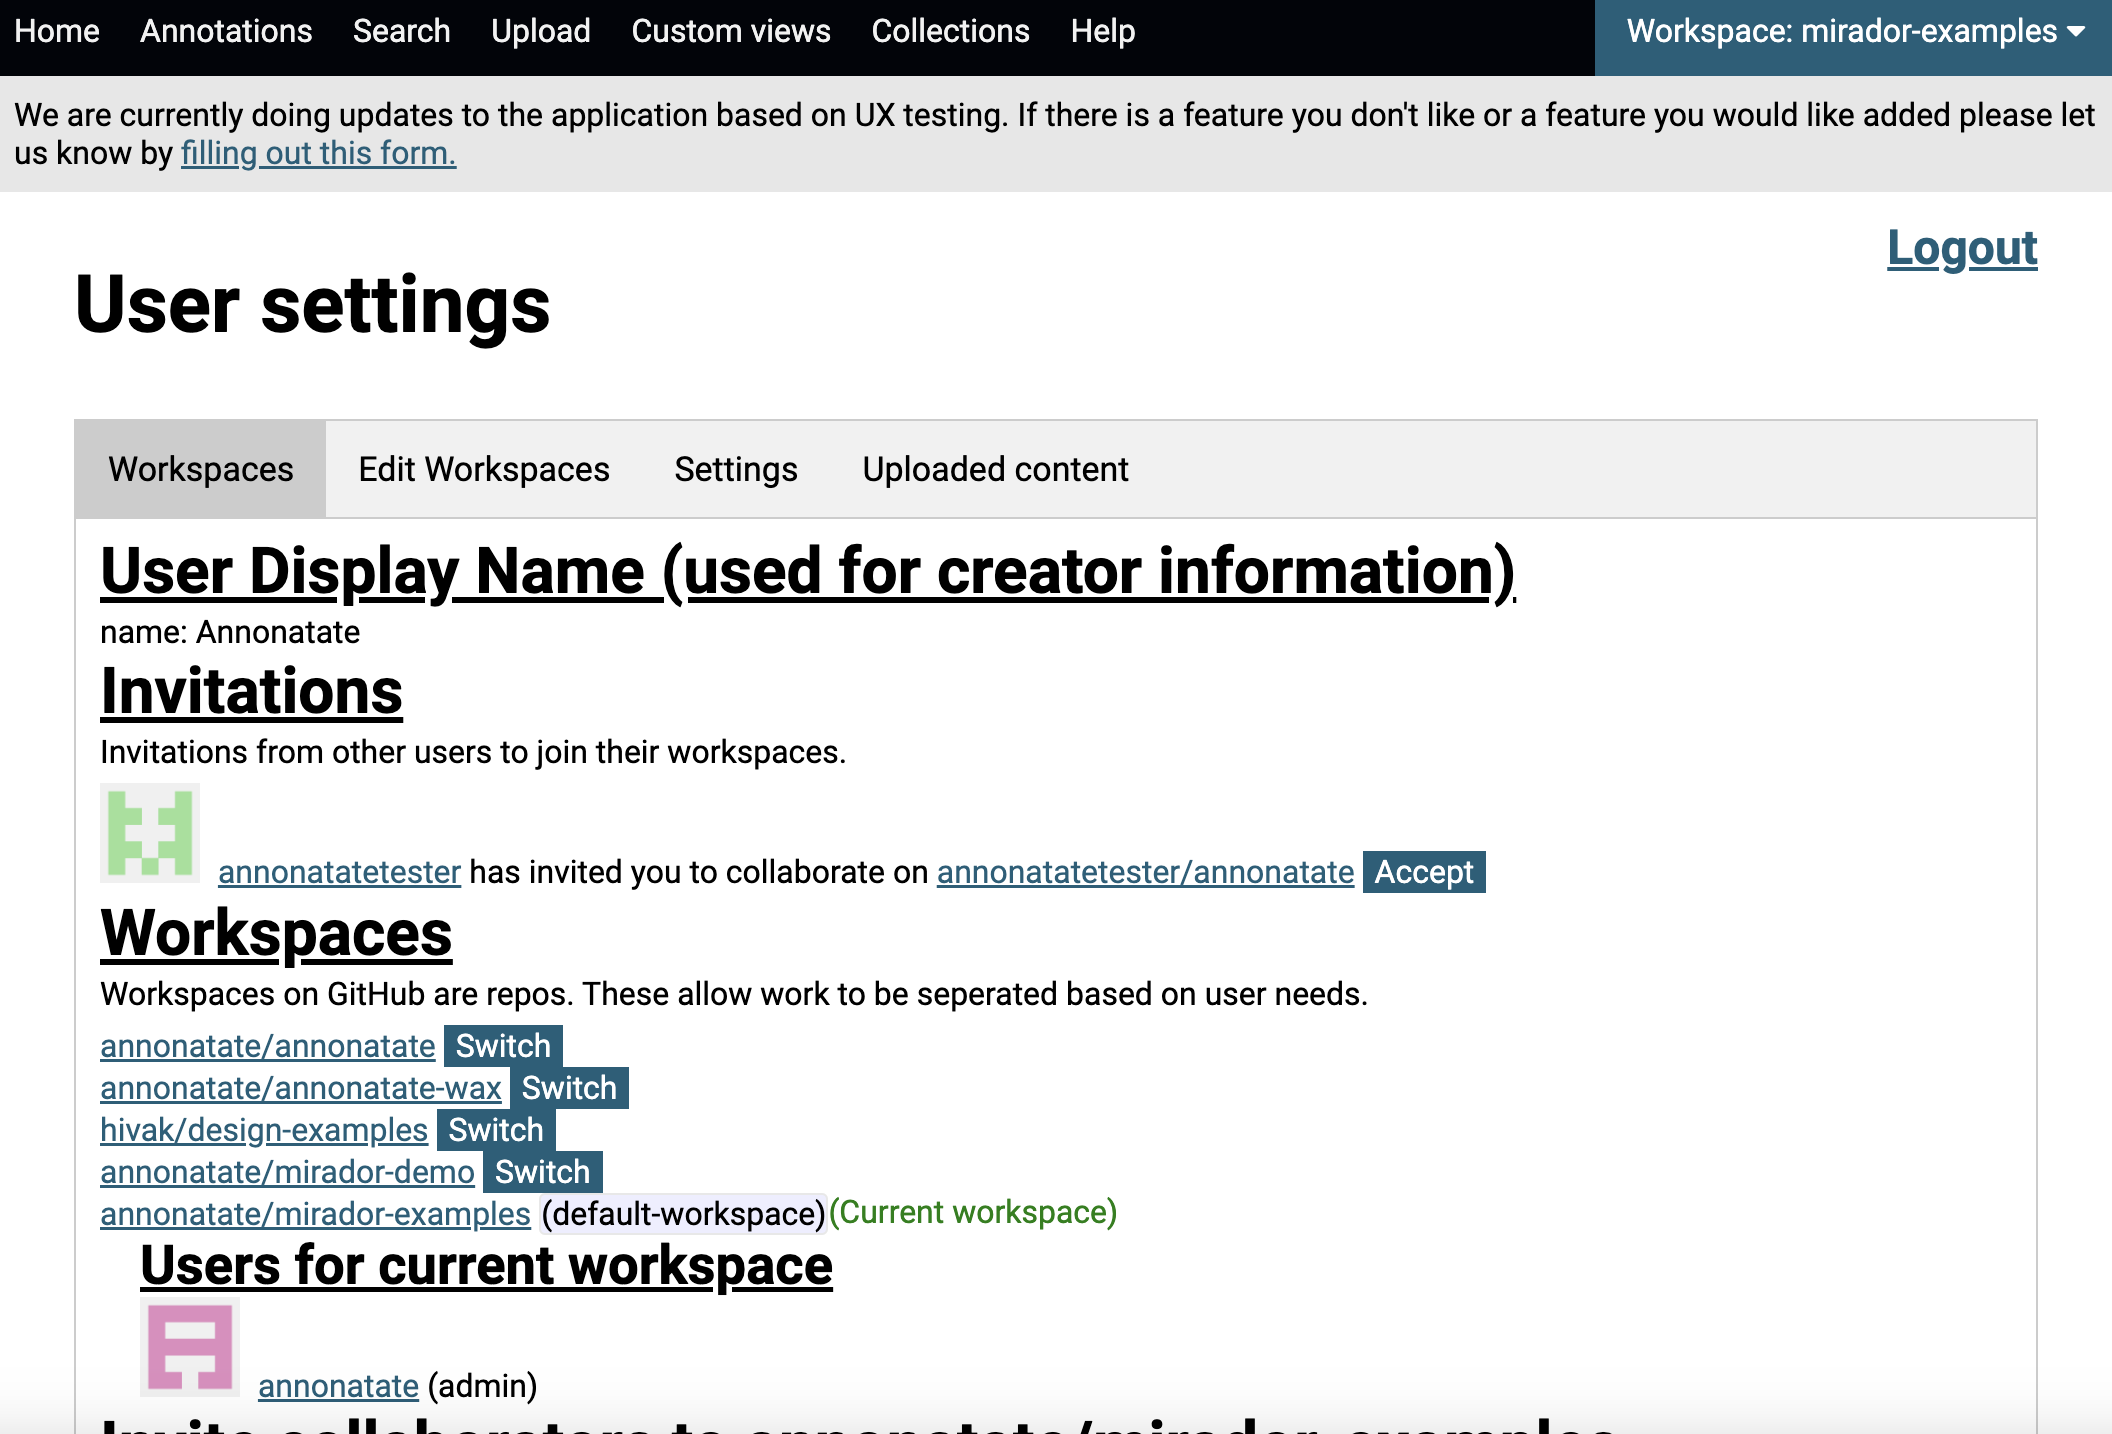 Home Annotations Search Upload Custom views Collections Help Workspace: mirador-examples
We are currently doing updates to the application based on UX testing. If there is a feature you don't like or a feature you would like added please let
us know by filling out this form.
Logout
User settings
Workspaces Edit Workspaces Settings Uploaded content
User Display Name (used for creator information)
name: Annonatate
Invitations
Invitations from other users to join their workspaces.
annonatatetester has invited you to collaborate on annonatatetester/annonatate Accept
Workspaces
Workspaces on GitHub are repos. These allow work to be seperated based on user needs.
annonatate/annonatate Switch
annonatate/annonatate-wax Switch
hivak/design-examples Switch
annonatate/mirador-demo Switch
annonatate/mirador-examples (default-workspace) (Current workspace)
Users for current workspace
annonatate (admin)
Invite collaborators to annonatate/mirador-examples